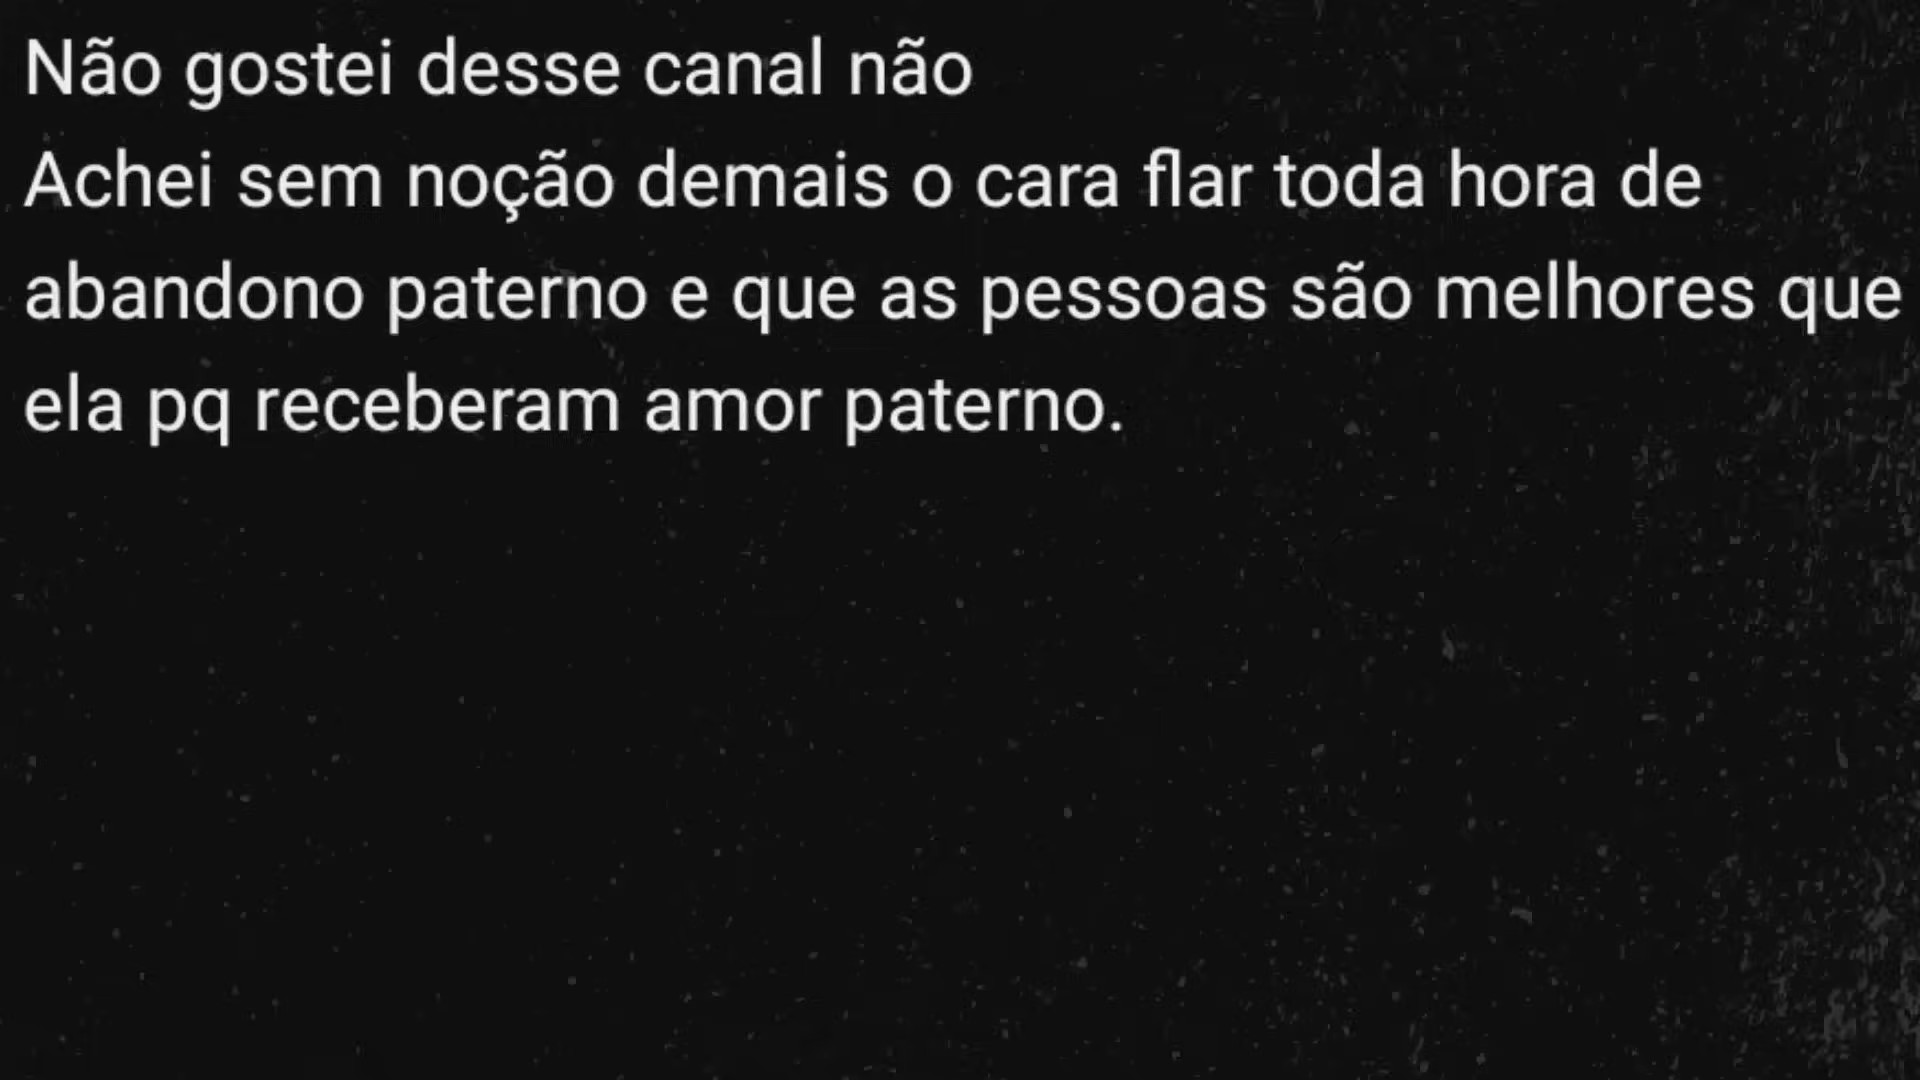 Não gostei desse canal não
Achei sem noção demais o cara flar toda hora de
abandono paterno e que as pessoas são melhores que
ela pq receberam amor paterno.